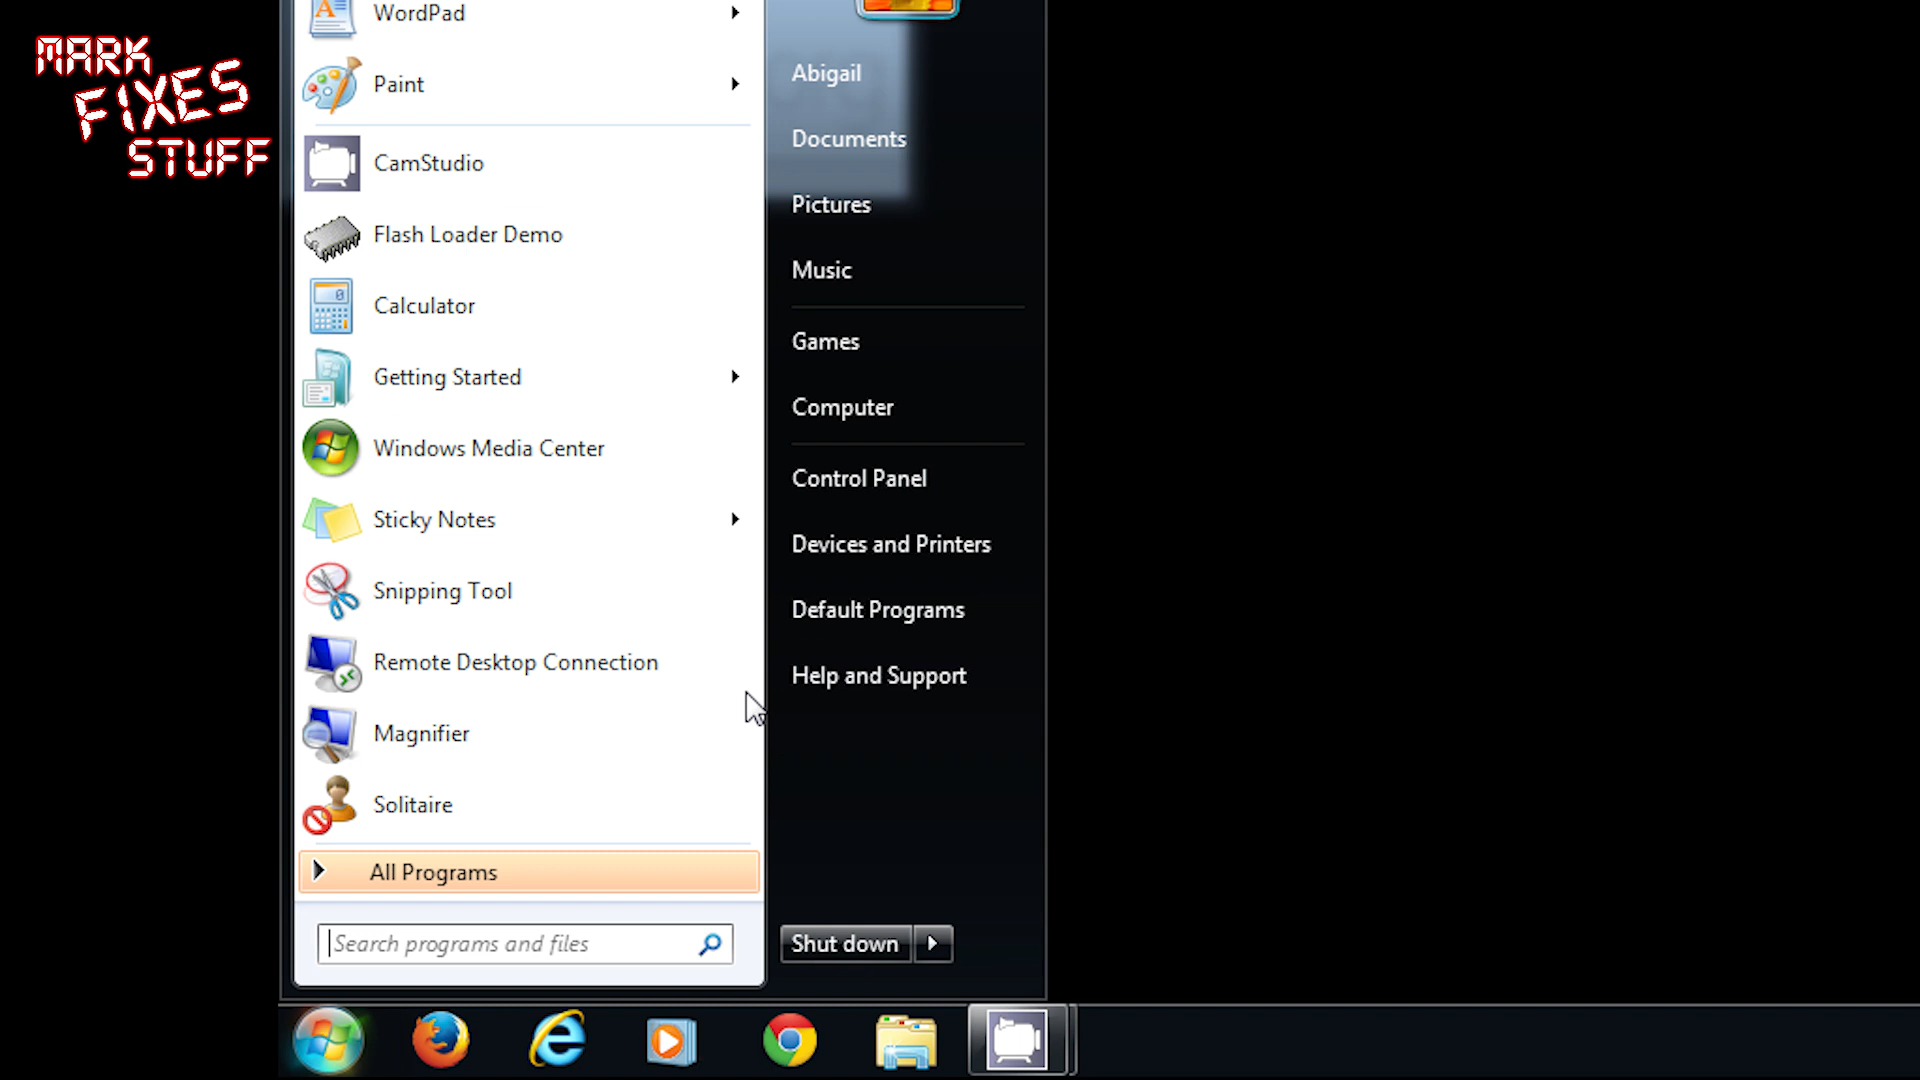 MARK
FIXES
STUFF
WordPad
Paint
CamStudio
Flash Loader Demo
Calculator
Getting Started
Windows Media Center
Sticky Notes
Snipping Tool
Remote Desktop Connection
Magnifier
Solitaire
All Programs
Search programs and files
Abigail
Documents
Pictures
Music
Games
Computer
Control Panel
Devices and Printers
Default Programs
Help and Support
Shut down